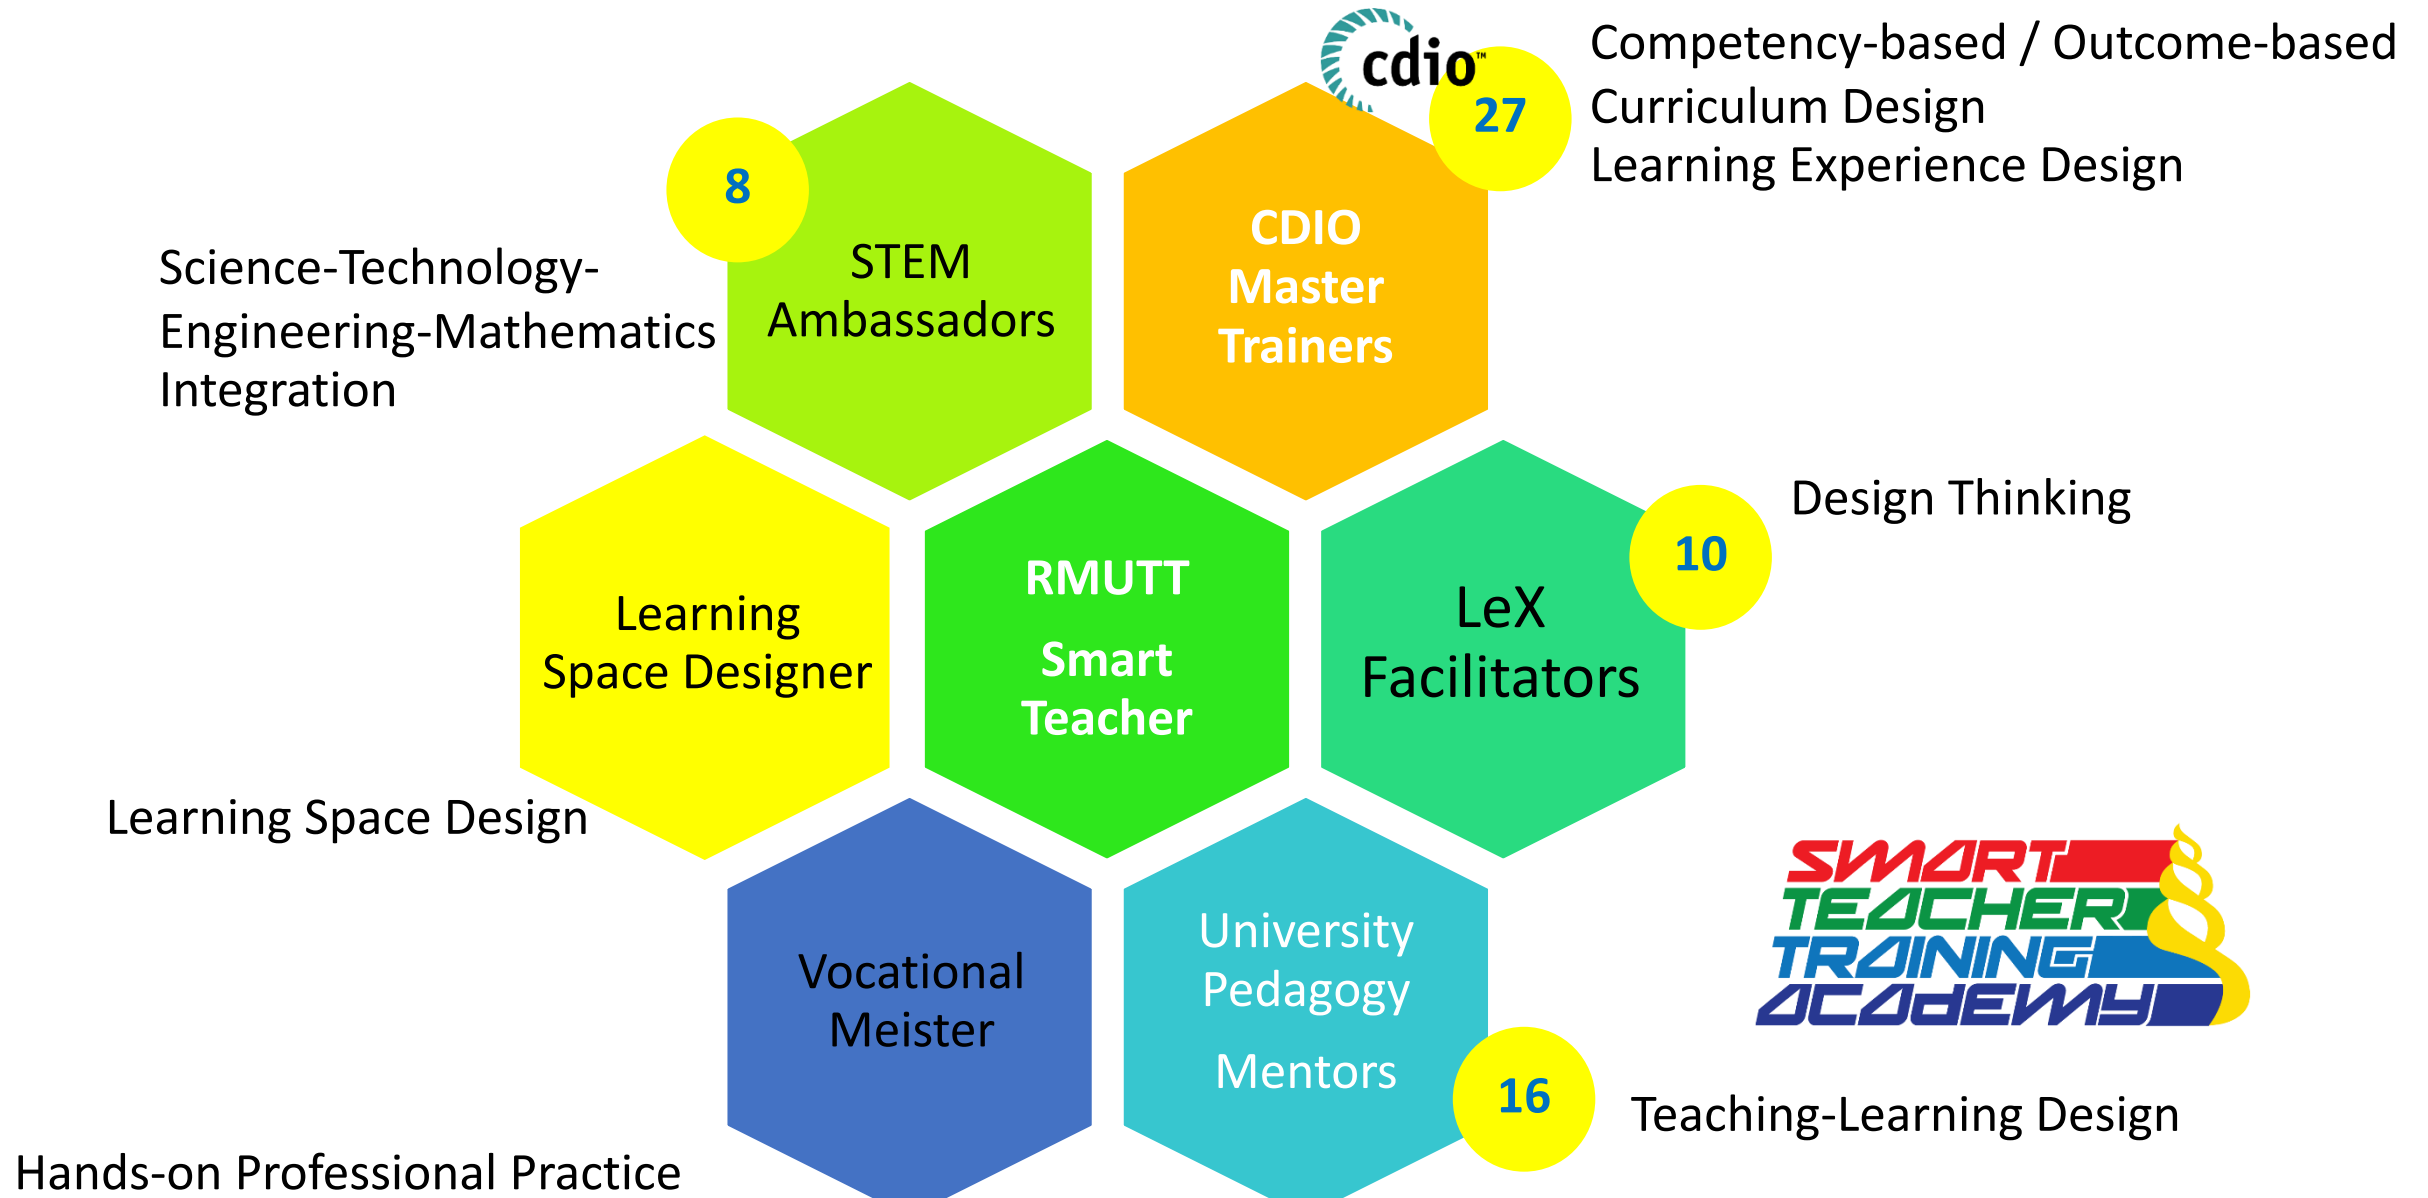 cdio™
27
Competency-based / Outcome-based
Curriculum Design
Learning Experience Design
8
STEM
Ambassadors
CDIO
Master
Trainers
Science-Technology-
Engineering-Mathematics
Integration
10
Design Thinking
Learning
Space Designer
RMUTT
Smart
Teacher
LeX
Facilitators
Learning Space Design
SMART
TEACHER
TRAINING
ACADEMY
Vocational
Meister
University
Pedagogy
Mentors
16
Teaching-Learning Design
Hands-on Professional Practice